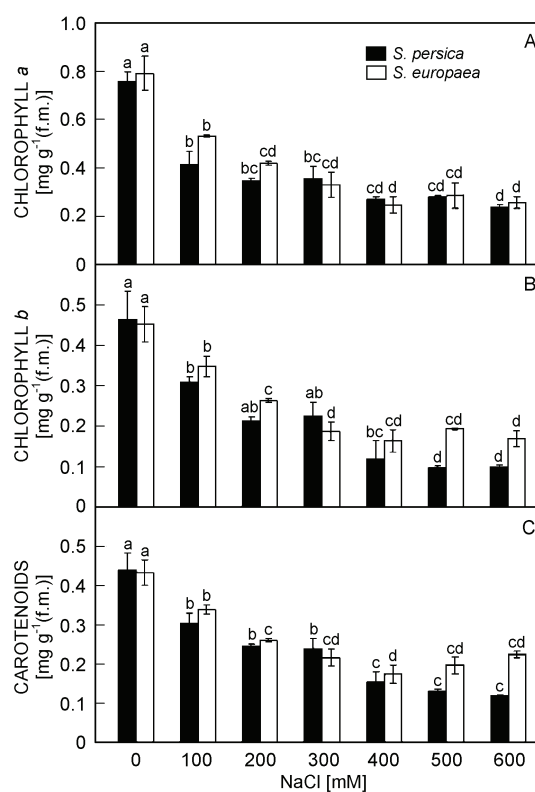 1.0
0.8
0.6
0.4
0.2
0
CHLOROPHYLL a
[mg g⁻¹(f.m.)]
A
S. persica
S. europaea
a a
b b
bc cd
bc cd
cd d
cd cd
d d
0.5
0.4
0.3
0.2
0.1
0
CHLOROPHYLL b
[mg g⁻¹(f.m.)]
B
a a
b b
ab c
ab d
bc cd
d cd
d d
0.5
0.4
0.3
0.2
0.1
0
CAROTENOIDS
[mg g⁻¹(f.m.)]
C
a a
b b
b c
b cd
c d
c cd
c cd
0 100 200 300 400 500 600
NaCl [mM]